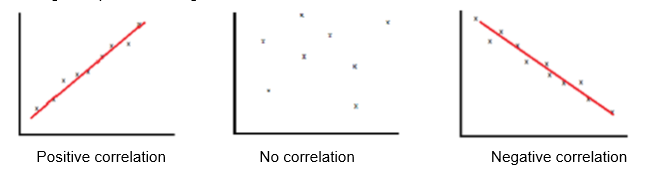 Positive correlation
No correlation
Negative correlation